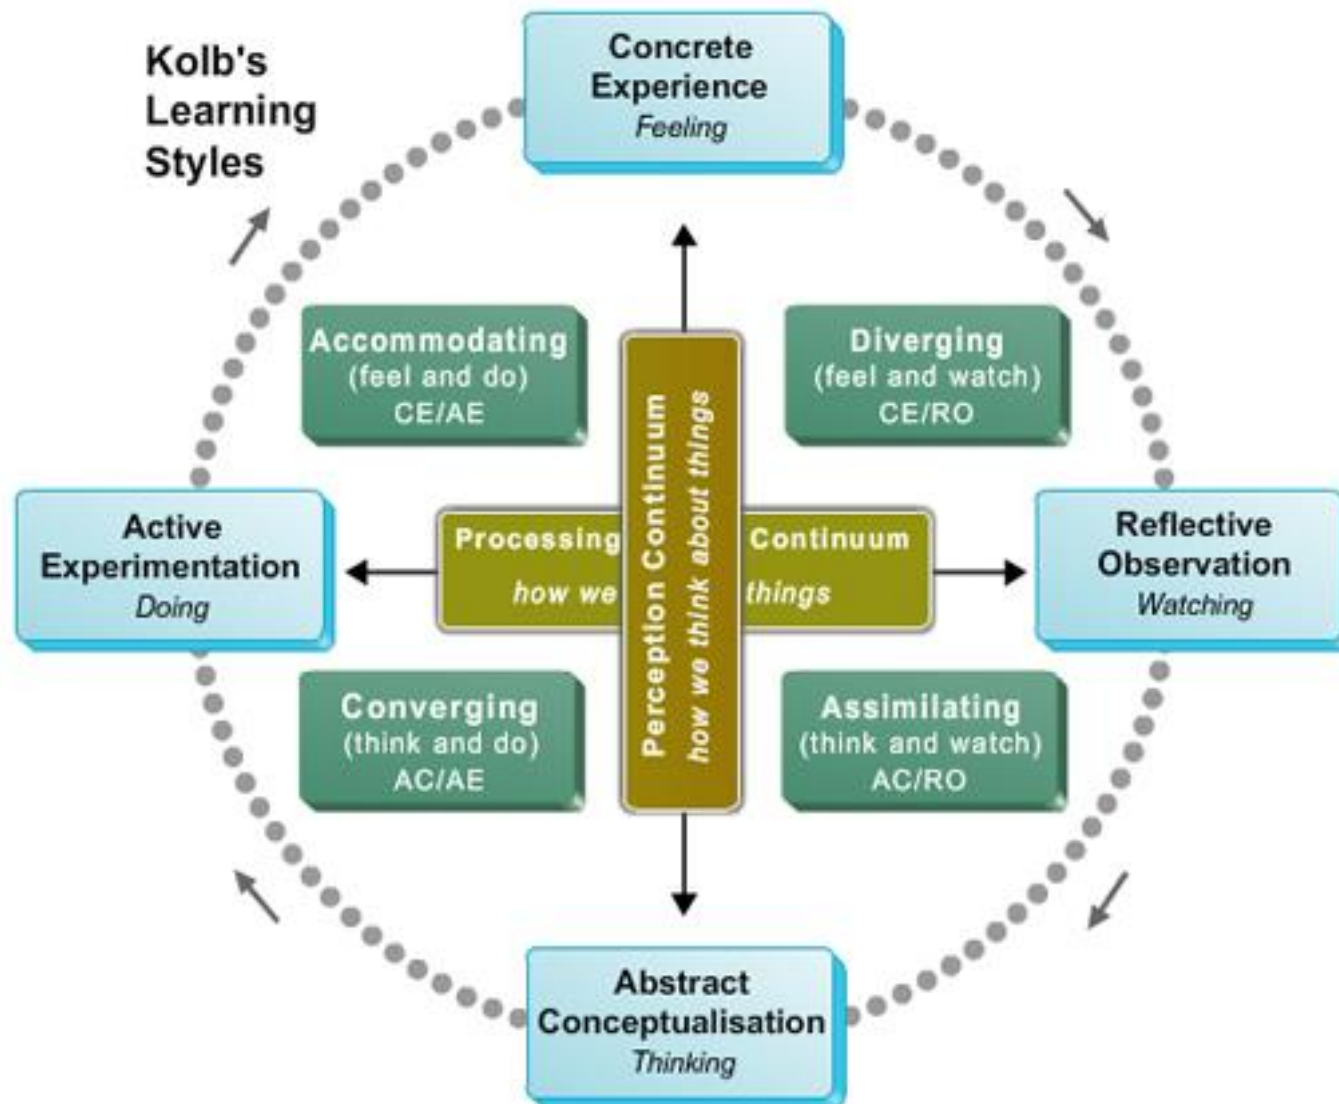 Kolb's
Learning
Styles
Concrete
Experience
Feeling
Accommodating
(feel and do)
CE/AE
Diverging
(feel and watch)
CE/RO
Active
Experimentation
Doing
Processing Continuum
how we things
Perception Continuum
how we think about things
Reflective
Observation
Watching
Converging
(think and do)
AC/AE
Assimilating
(think and watch)
AC/RO
Abstract
Conceptualisation
Thinking